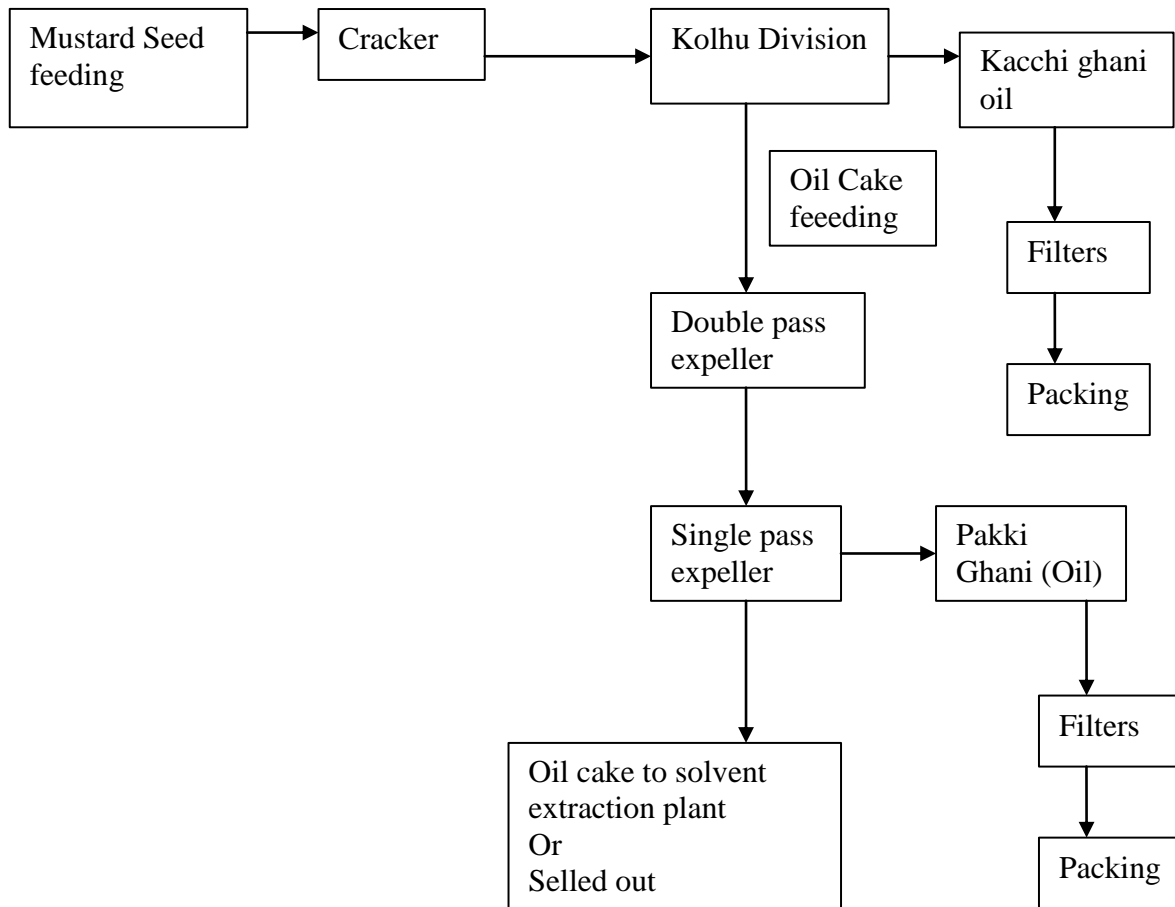 Mustard Seed
feeding
Cracker
Kolhu Division
Kacchi ghani
oil
Oil Cake
feeeding
Filters
Double pass
expeller
Packing
Single pass
expeller
Pakki
Ghani (Oil)
Filters
Oil cake to solvent
extraction plant
Or
Selled out
Packing